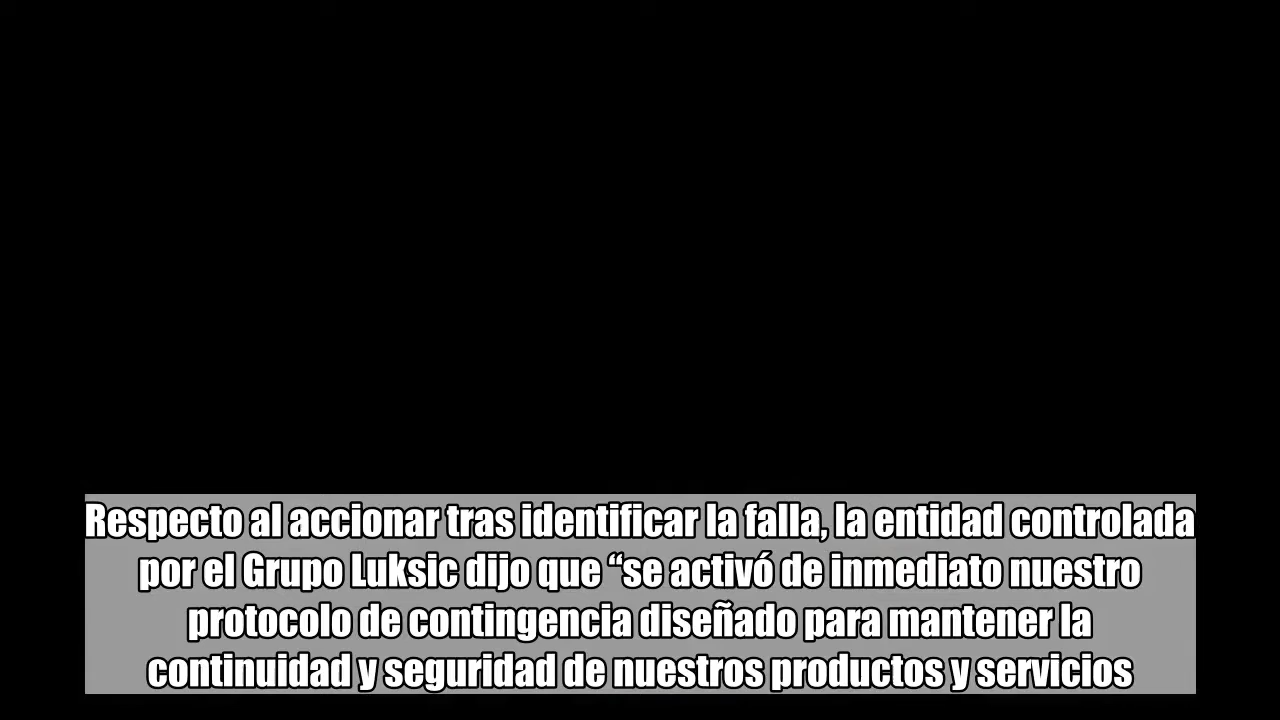 Respecto al accionar tras identificar la falla, la entidad controlada
por el Grupo Luksic dijo que “se activó de inmediato nuestro
protocolo de contingencia diseñado para mantener la
continuidad y seguridad de nuestros productos y servicios